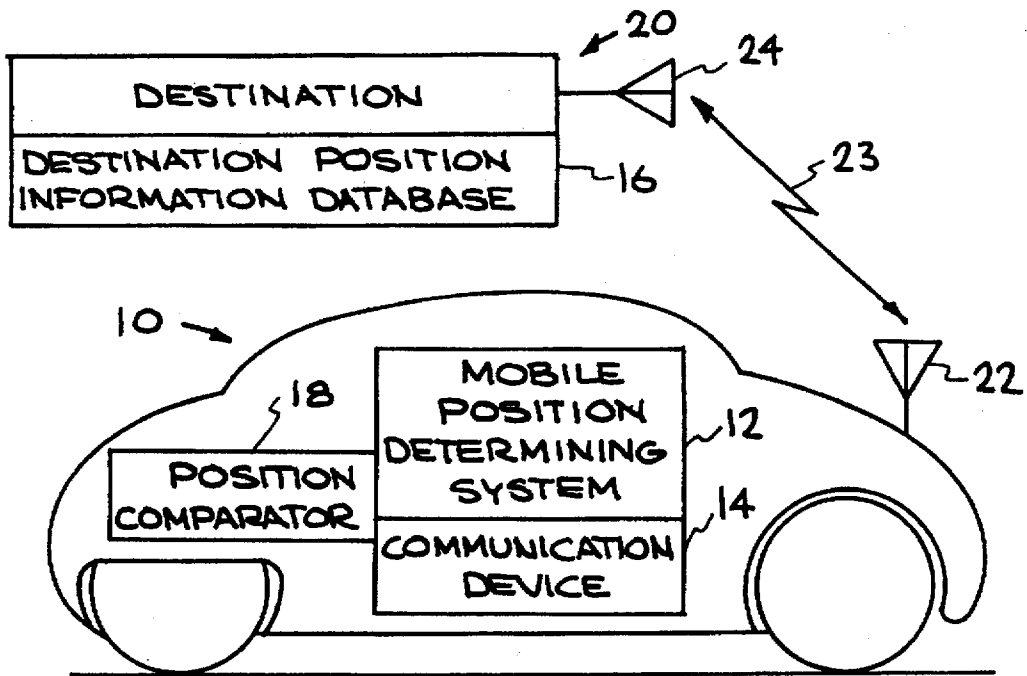 20
24
DESTINATION
DESTINATION POSITION
INFORMATION DATABASE
16
23
10
22
18
MOBILE
POSITION
DETERMINING
SYSTEM
12
POSITION
COMPARATOR
14
COMMUNICATION
DEVICE